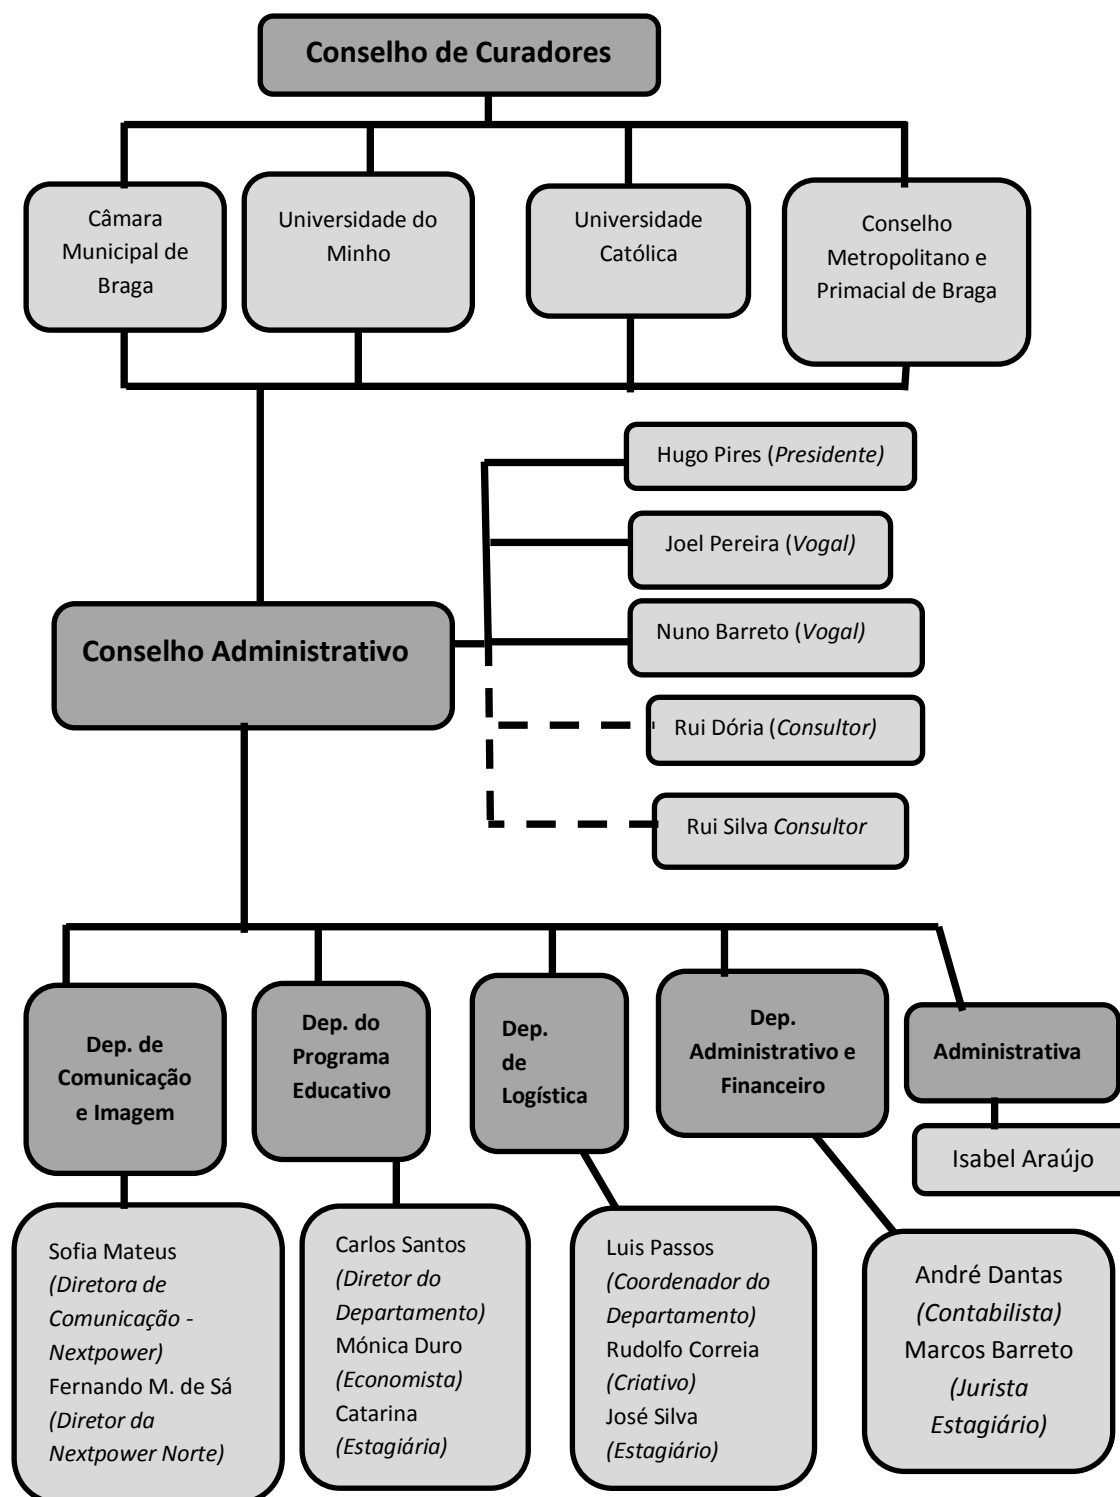 Conselho de Curadores
Câmara
Municipal de
Braga
Universidade do
Minho
Universidade
Católica
Conselho
Metropolitano e
Primacial de Braga
Hugo Pires (Presidente)
Joel Pereira (Vogal)
Conselho Administrativo
Nuno Barreto (Vogal)
Rui Dória (Consultor)
Rui Silva Consultor
Dep. de
Comunicação
e Imagem
Dep. do
Programa
Educativo
Dep.
de
Logística
Dep.
Administrativo e
Financeiro
Administrativa
Isabel Araújo
Sofia Mateus
(Diretora de
Comunicação -
Nextpower)
Fernando M. de Sá
(Diretor da
Nextpower Norte)
Carlos Santos
(Diretor do
Departamento)
Mónica Duro
(Economista)
Catarina
(Estagiária)
Luis Passos
(Coordenador do
Departamento)
Rudolfo Correia
(Criativo)
José Silva
(Estagiário)
André Dantas
(Contabilista)
Marcos Barreto
(Jurista
Estagiário)